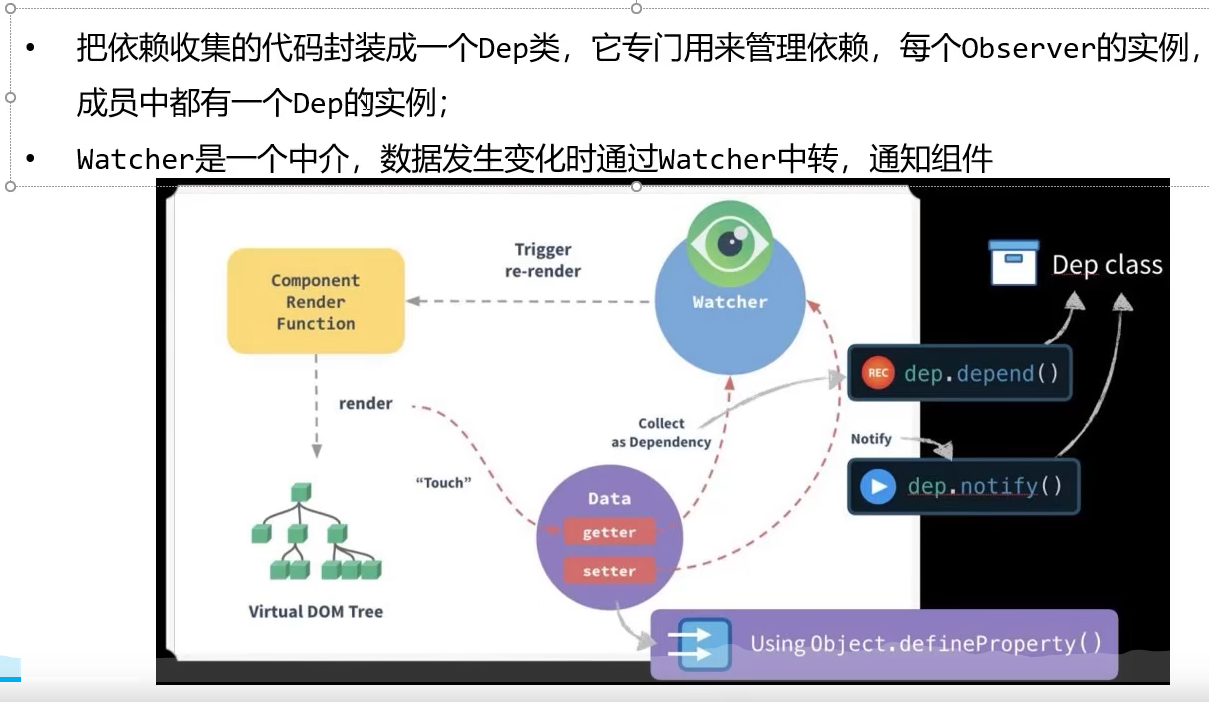 • 把依赖收集的代码封装成一个Dep类，它专门用来管理依赖，每个Observer的实例，
成员中都有一个Dep的实例；
• Watcher是一个中介，数据发生变化时通过Watcher中转，通知组件
Trigger
re-render
Component
Render
Function
Watcher
Dep class
REC dep.depend()
render
Collect
as Dependency
Notify
"Touch"
dep.notify()
Data
getter
setter
Virtual DOM Tree
Using Object.defineProperty()